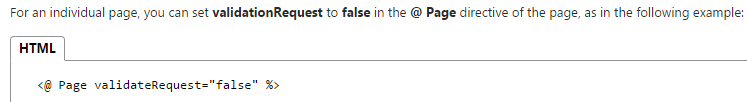 For an individual page, you can set validationRequest to false in the @ Page directive of the page, as in the following example:
HTML
<@ Page validateRequest="false" %>